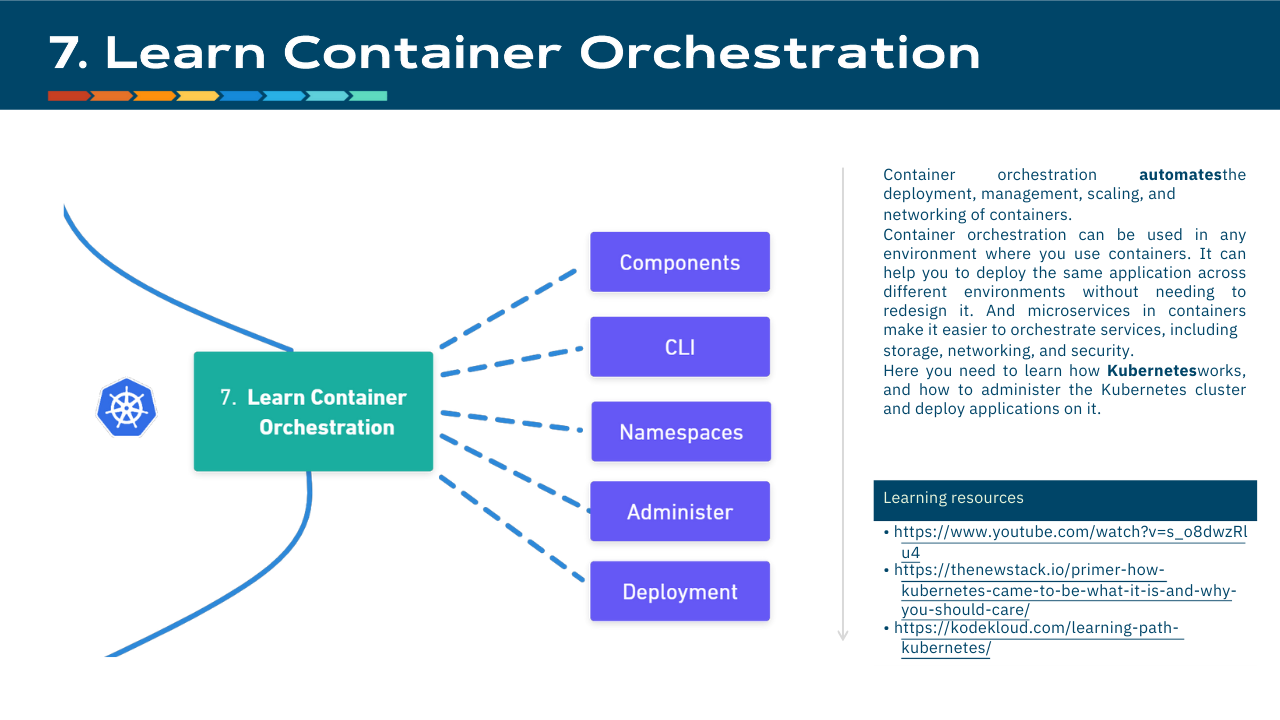 7. Learn Container Orchestration
7. Learn Container
Orchestration
Components
CLI
Namespaces
Administer
Deployment
Container orchestration automatesthe
deployment, management, scaling, and
networking of containers.
Container orchestration can be used in any
environment where you use containers. It can
help you to deploy the same application across
different environments without needing to
redesign it. And microservices in containers
make it easier to orchestrate services, including
storage, networking, and security.
Here you need to learn how Kubernetesworks,
and how to administer the Kubernetes cluster
and deploy applications on it.
Learning resources
• https://www.youtube.com/watch?v=s_o8dwzRl
u4
• https://thenewstack.io/primer-how-
kubernetes-came-to-be-what-it-is-and-why-
you-should-care/
• https://kodekloud.com/learning-path-
kubernetes/